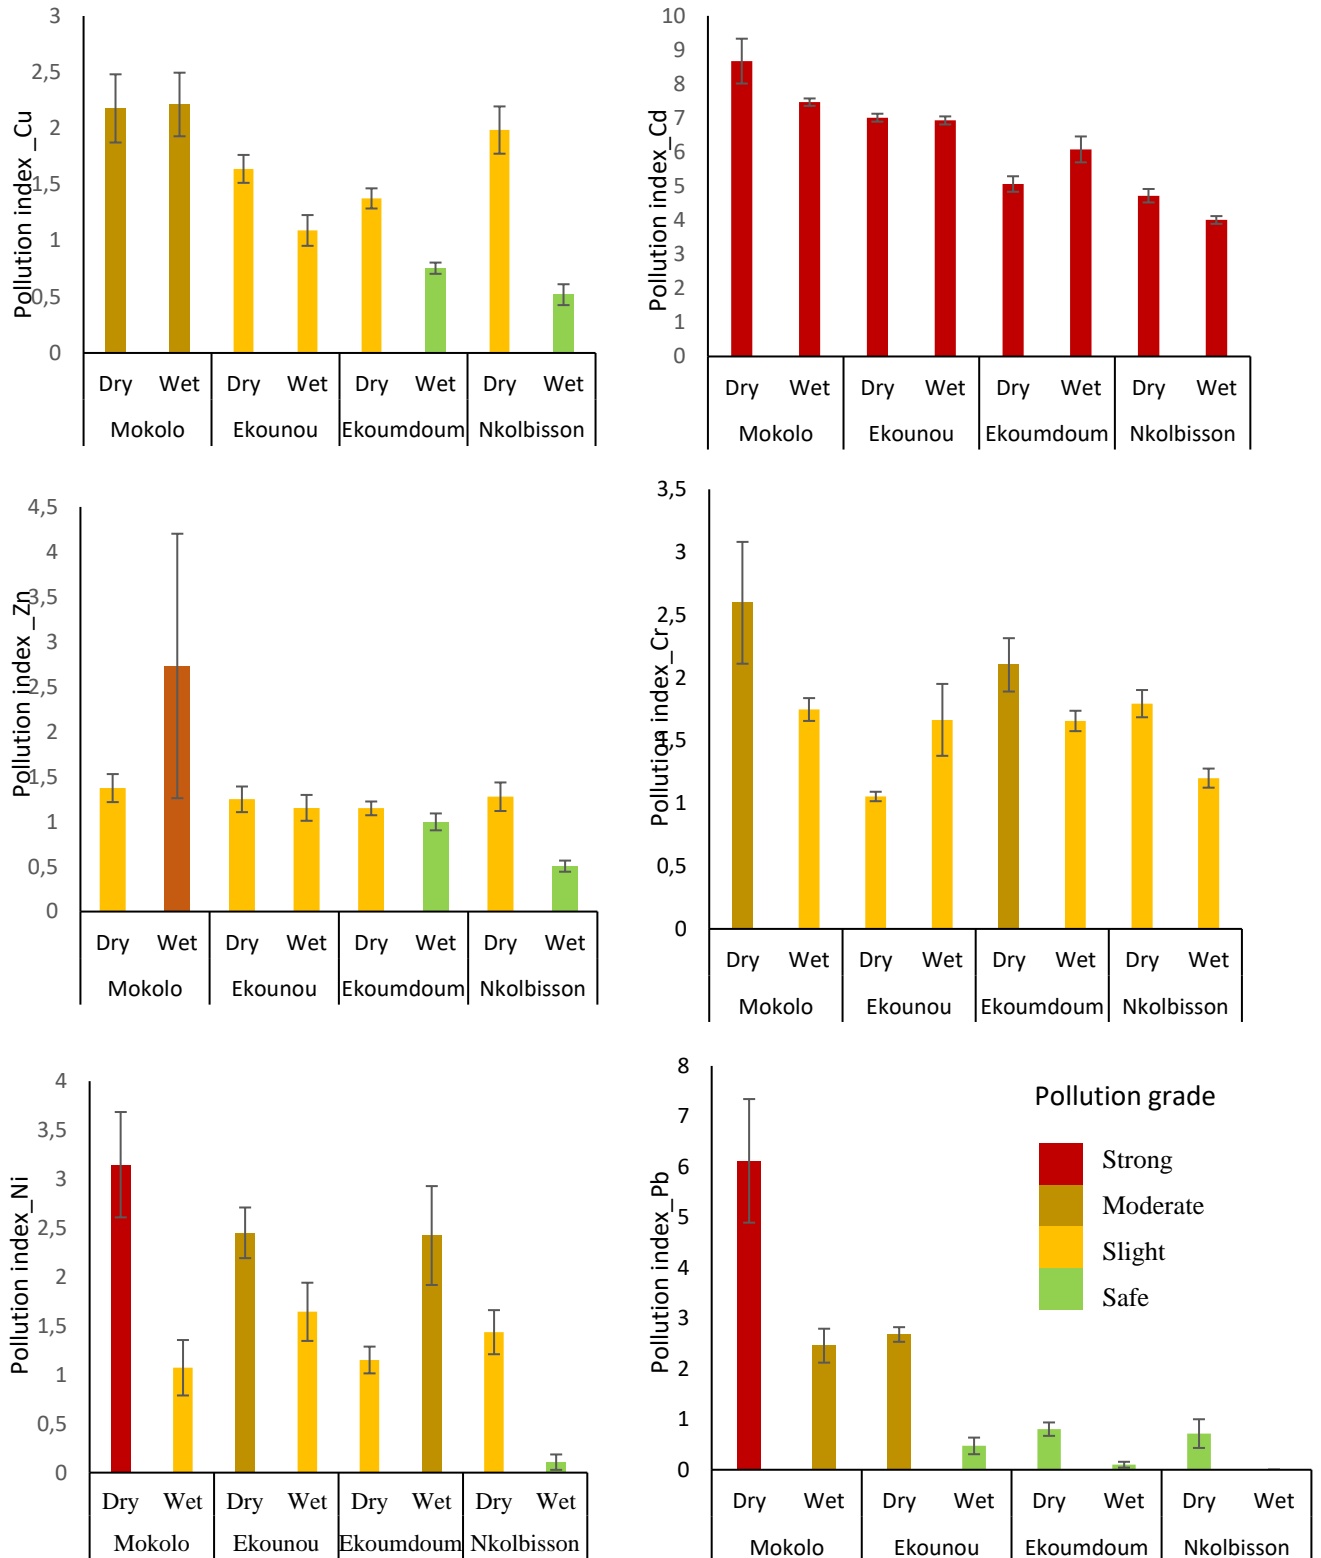 3
2,5
2
1,5
1
0,5
0
Pollution index _Cu
Dry Wet Dry Wet Dry Wet Dry Wet
Mokolo Ekounou Ekoumdoum Nkolbisson
10
9
8
7
6
5
4
3
2
1
0
Pollution index_Cd
Dry Wet Dry Wet Dry Wet Dry Wet
Mokolo Ekounou Ekoumdoum Nkolbisson
4,5
4
3,5
3
2,5
2
1,5
1
0,5
0
Pollution index _Zn
Dry Wet Dry Wet Dry Wet Dry Wet
Mokolo Ekounou Ekoumdoum Nkolbisson
3,5
3
2,5
2
1,5
1
0,5
0
Pollution index_Cr
Dry Wet Dry Wet Dry Wet Dry Wet
Mokolo Ekounou Ekoumdoum Nkolbisson
4
3,5
3
2,5
2
1,5
1
0,5
0
Pollution index_Ni
Dry Wet Dry Wet Dry Wet Dry Wet
Mokolo Ekounou Ekoumdoum Nkolbisson
8
7
6
5
4
3
2
1
0
Pollution index_Pb
Pollution grade
Strong
Moderate
Slight
Safe
Dry Wet Dry Wet Dry Wet Dry Wet
Mokolo Ekounou Ekoumdoum Nkolbisson